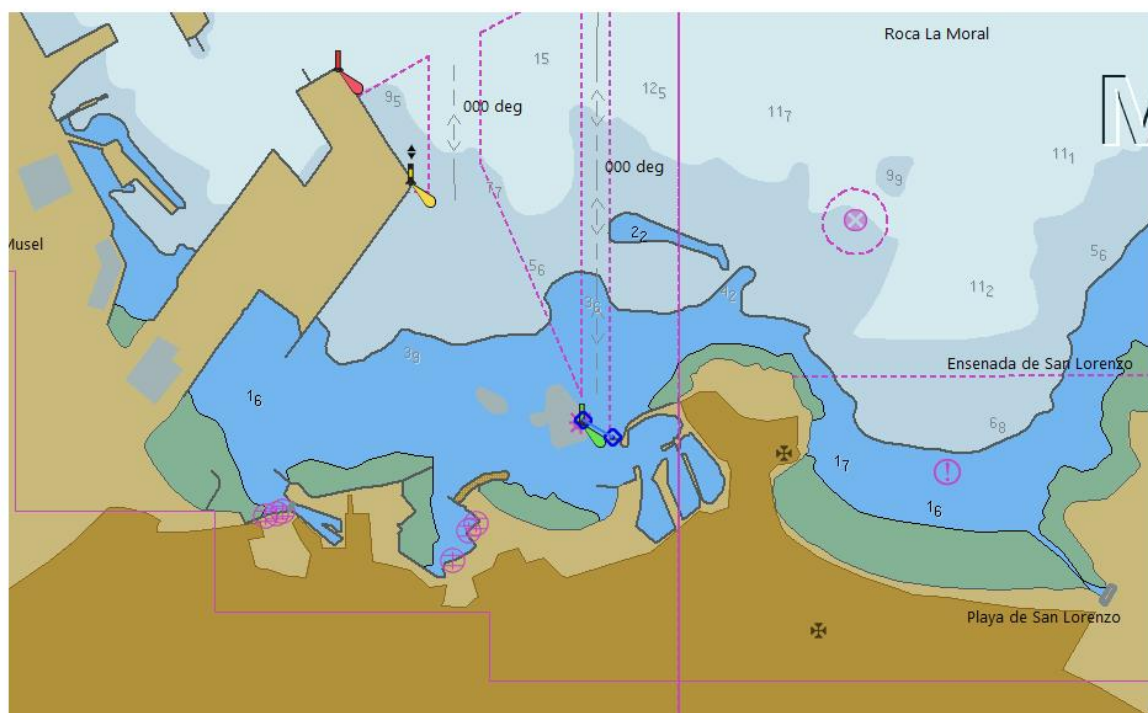 Roca La Moral
15
12₅
9₅
000 deg
11₇
M
11₁
000 deg
9₉
7₇
Musel
2₂
5₆
5₆
11₂
4₂
3₆
3₉
Ensenada de San Lorenzo
1₆
6₈
1₇
1₆
Playa de San Lorenzo